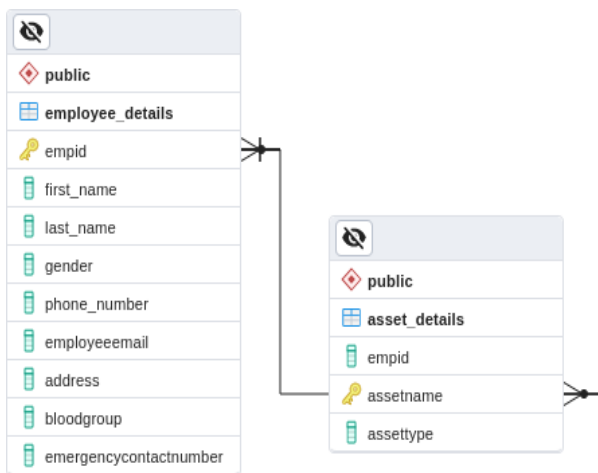 public
employee_details
empid
first_name
last_name
gender
phone_number
employeeemail
address
bloodgroup
emergencycontactnumber
public
asset_details
empid
assetname
assettype